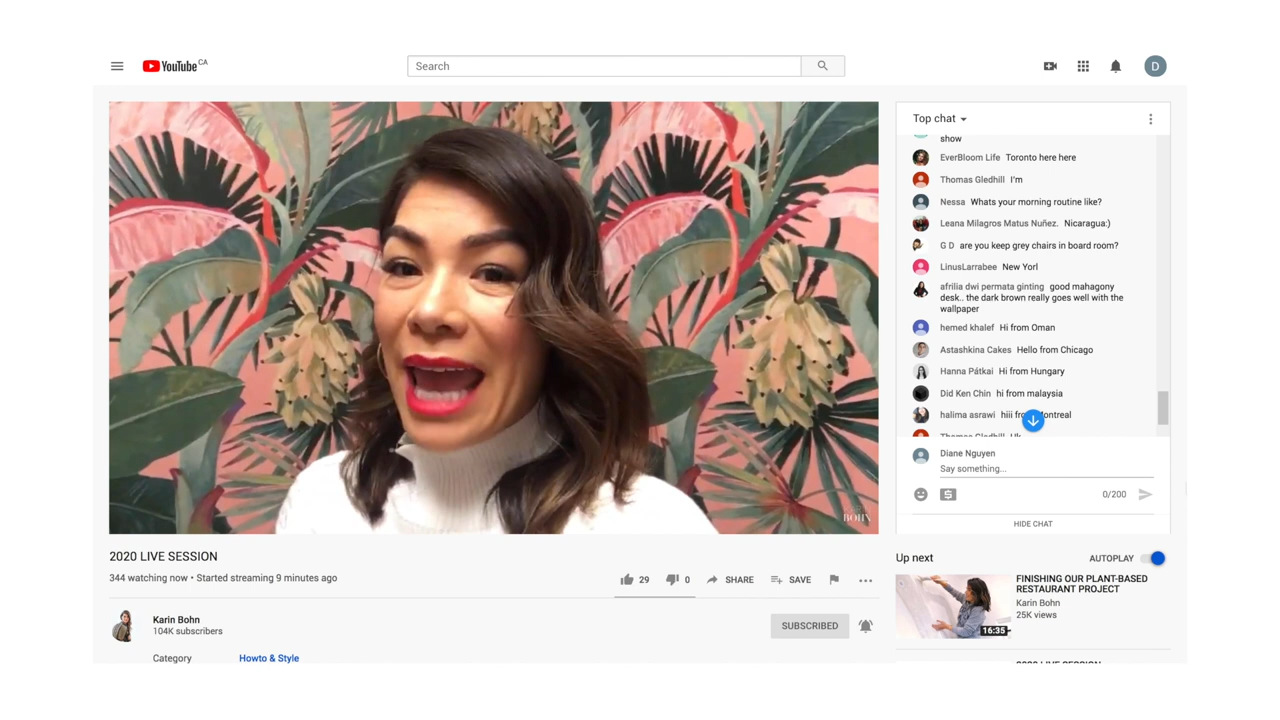 YouTube CA
Search
D
Top chat
show
EverBloom Life Toronto here here
Thomas Gledhill I'm
Nessa Whats your morning routine like?
Leana Milagros Matus Nuñez. Nicaragua:)
G D are you keep grey chairs in board room?
LinusLarrabee New Yorl
afrilia dwi permata ginting good mahagony
desk.. the dark brown really goes well with the
wallpaper
hemed khalef Hi from Oman
Astashkina Cakes Hello from Chicago
Hanna Pátkai Hi from Hungary
Did Ken Chin hi from malaysia
halima asrawi hiii
Thomas Gledhill Uk
Diane Nguyen
Say something...
0/200
HIDE CHAT
BOHN
2020 LIVE SESSION
344 watching now • Started streaming 9 minutes ago
29 0 SHARE SAVE
Karin Bohn
104K subscribers
SUBSCRIBED
Category Howto & Style
Up next AUTOPLAY
FINISHING OUR PLANT-BASED
RESTAURANT PROJECT
Karin Bohn
25K views
16:35
2020 LIVE SESSION